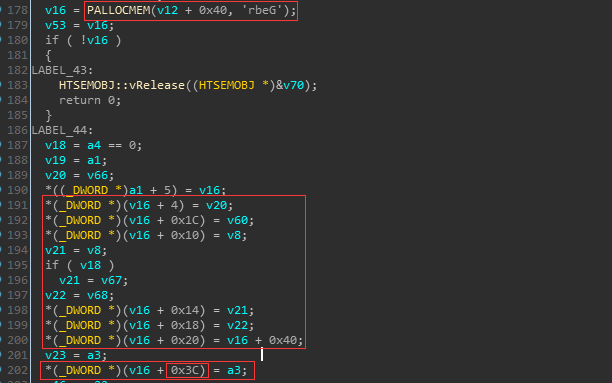 178 v16 = PALLOCMEM(v12 + 0x40, 'rbeG');
179 v53 = v16;
180 if ( !v16 )
181 {
182 LABEL_43:
183 HTSEMOBJ::vRelease((HTSEMOBJ *)&v70);
184 return 0;
185 }
186 LABEL_44:
187 v18 = a4 == 0;
188 v19 = a1;
189 v20 = v66;
190 *((_DWORD *)a1 + 5) = v16;
191 *(_DWORD *)(v16 + 4) = v20;
192 *(_DWORD *)(v16 + 0x1C) = v60;
193 *(_DWORD *)(v16 + 0x10) = v8;
194 v21 = v8;
195 if ( v18 )
196 v21 = v67;
197 v22 = v68;
198 *(_DWORD *)(v16 + 0x14) = v21;
199 *(_DWORD *)(v16 + 0x18) = v22;
200 *(_DWORD *)(v16 + 0x20) = v16 + 0x40;
201 v23 = a3;
202 *(_DWORD *)(v16 + 0x3C) = a3;